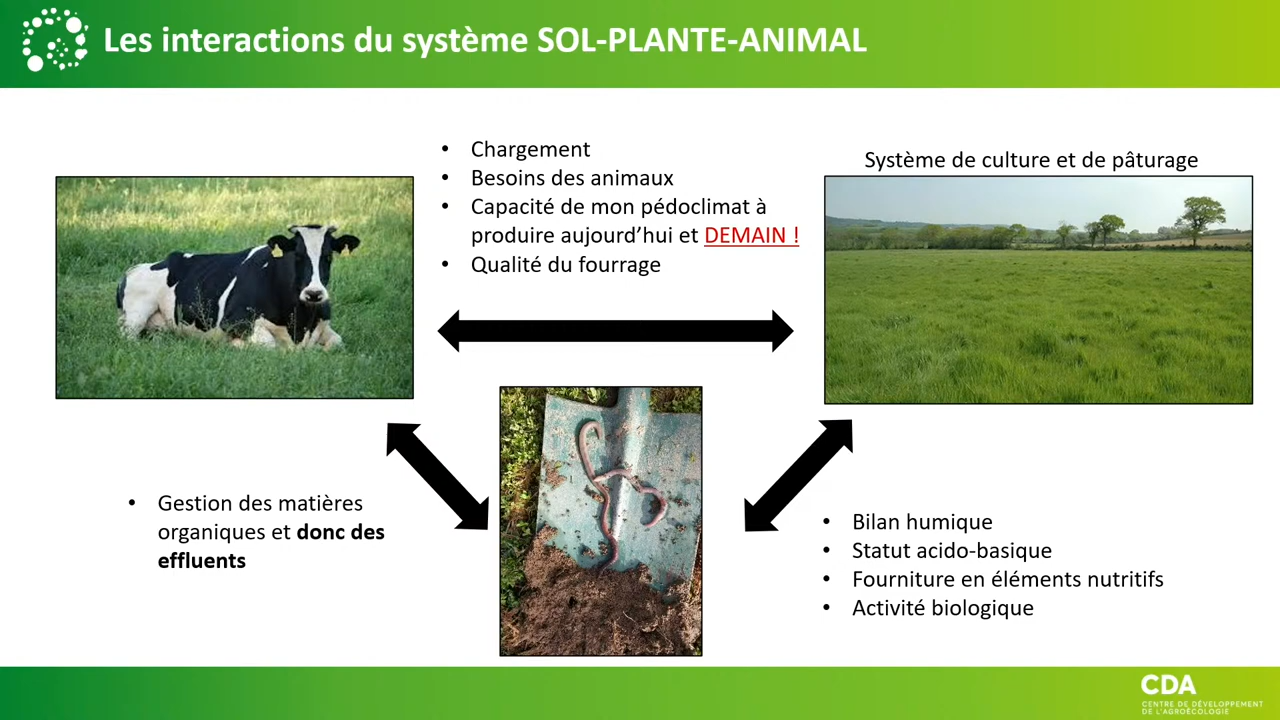 Les interactions du système SOL-PLANTE-ANIMAL
• Chargement
• Besoins des animaux
• Capacité de mon pédoclimat à
produire aujourd’hui et DEMAIN !
• Qualité du fourrage
Système de culture et de pâturage
• Gestion des matières
organiques et donc des
effluents
• Bilan humique
• Statut acido-basique
• Fourniture en éléments nutritifs
• Activité biologique
CDA
CENTRE DE DÉVELOPPEMENT
DE L'AGROÉCOLOGIE